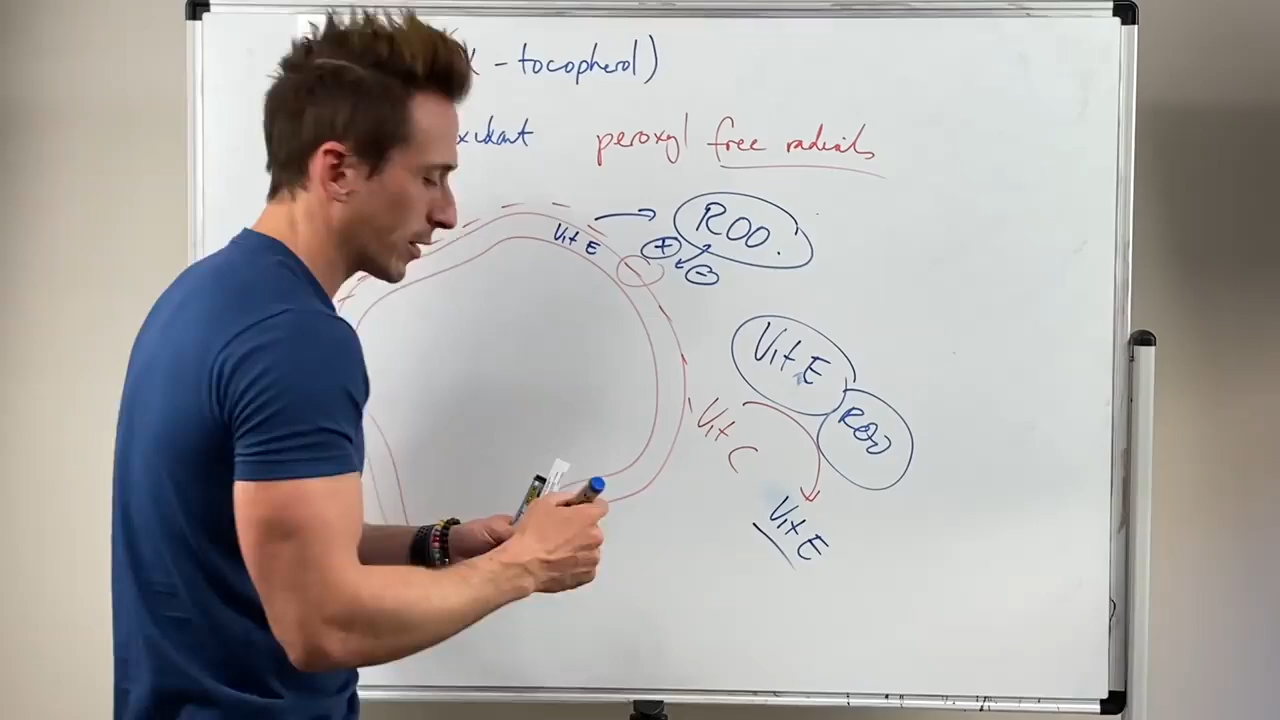 - tocopherol)
xidant peroxyl free radicals
Vit E
ROO.
+
-
-
Vit E
ROO
Vit C
Vit E